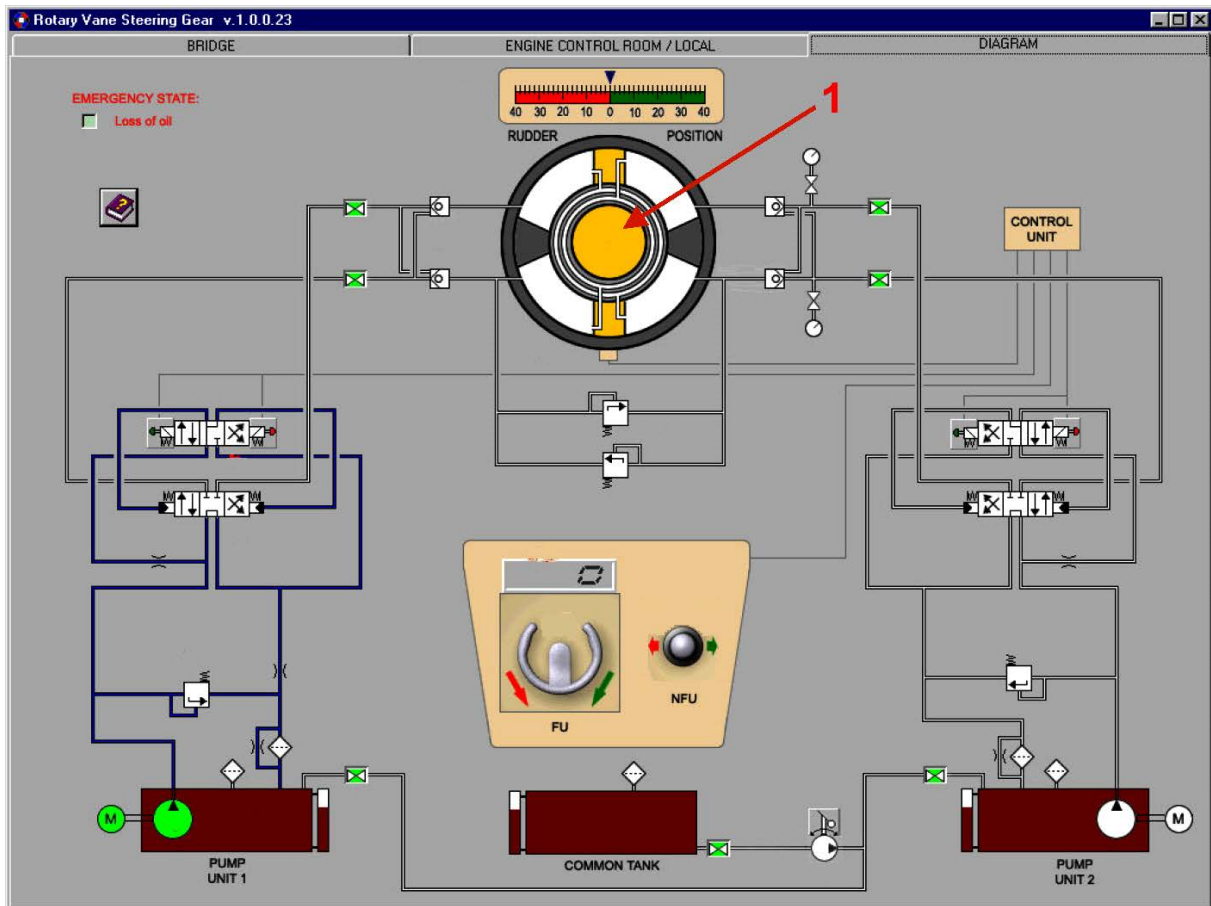 Rotary Vane Steering Gear v.1.0.0.23
BRIDGE
ENGINE CONTROL ROOM / LOCAL
DIAGRAM
EMERGENCY STATE:
Loss of oil
40 30 20 10 0 10 20 30 40
RUDDER POSITION
1
?
CONTROL
UNIT
0
FU
NFU
M
PUMP
UNIT 1
COMMON TANK
M
PUMP
UNIT 2